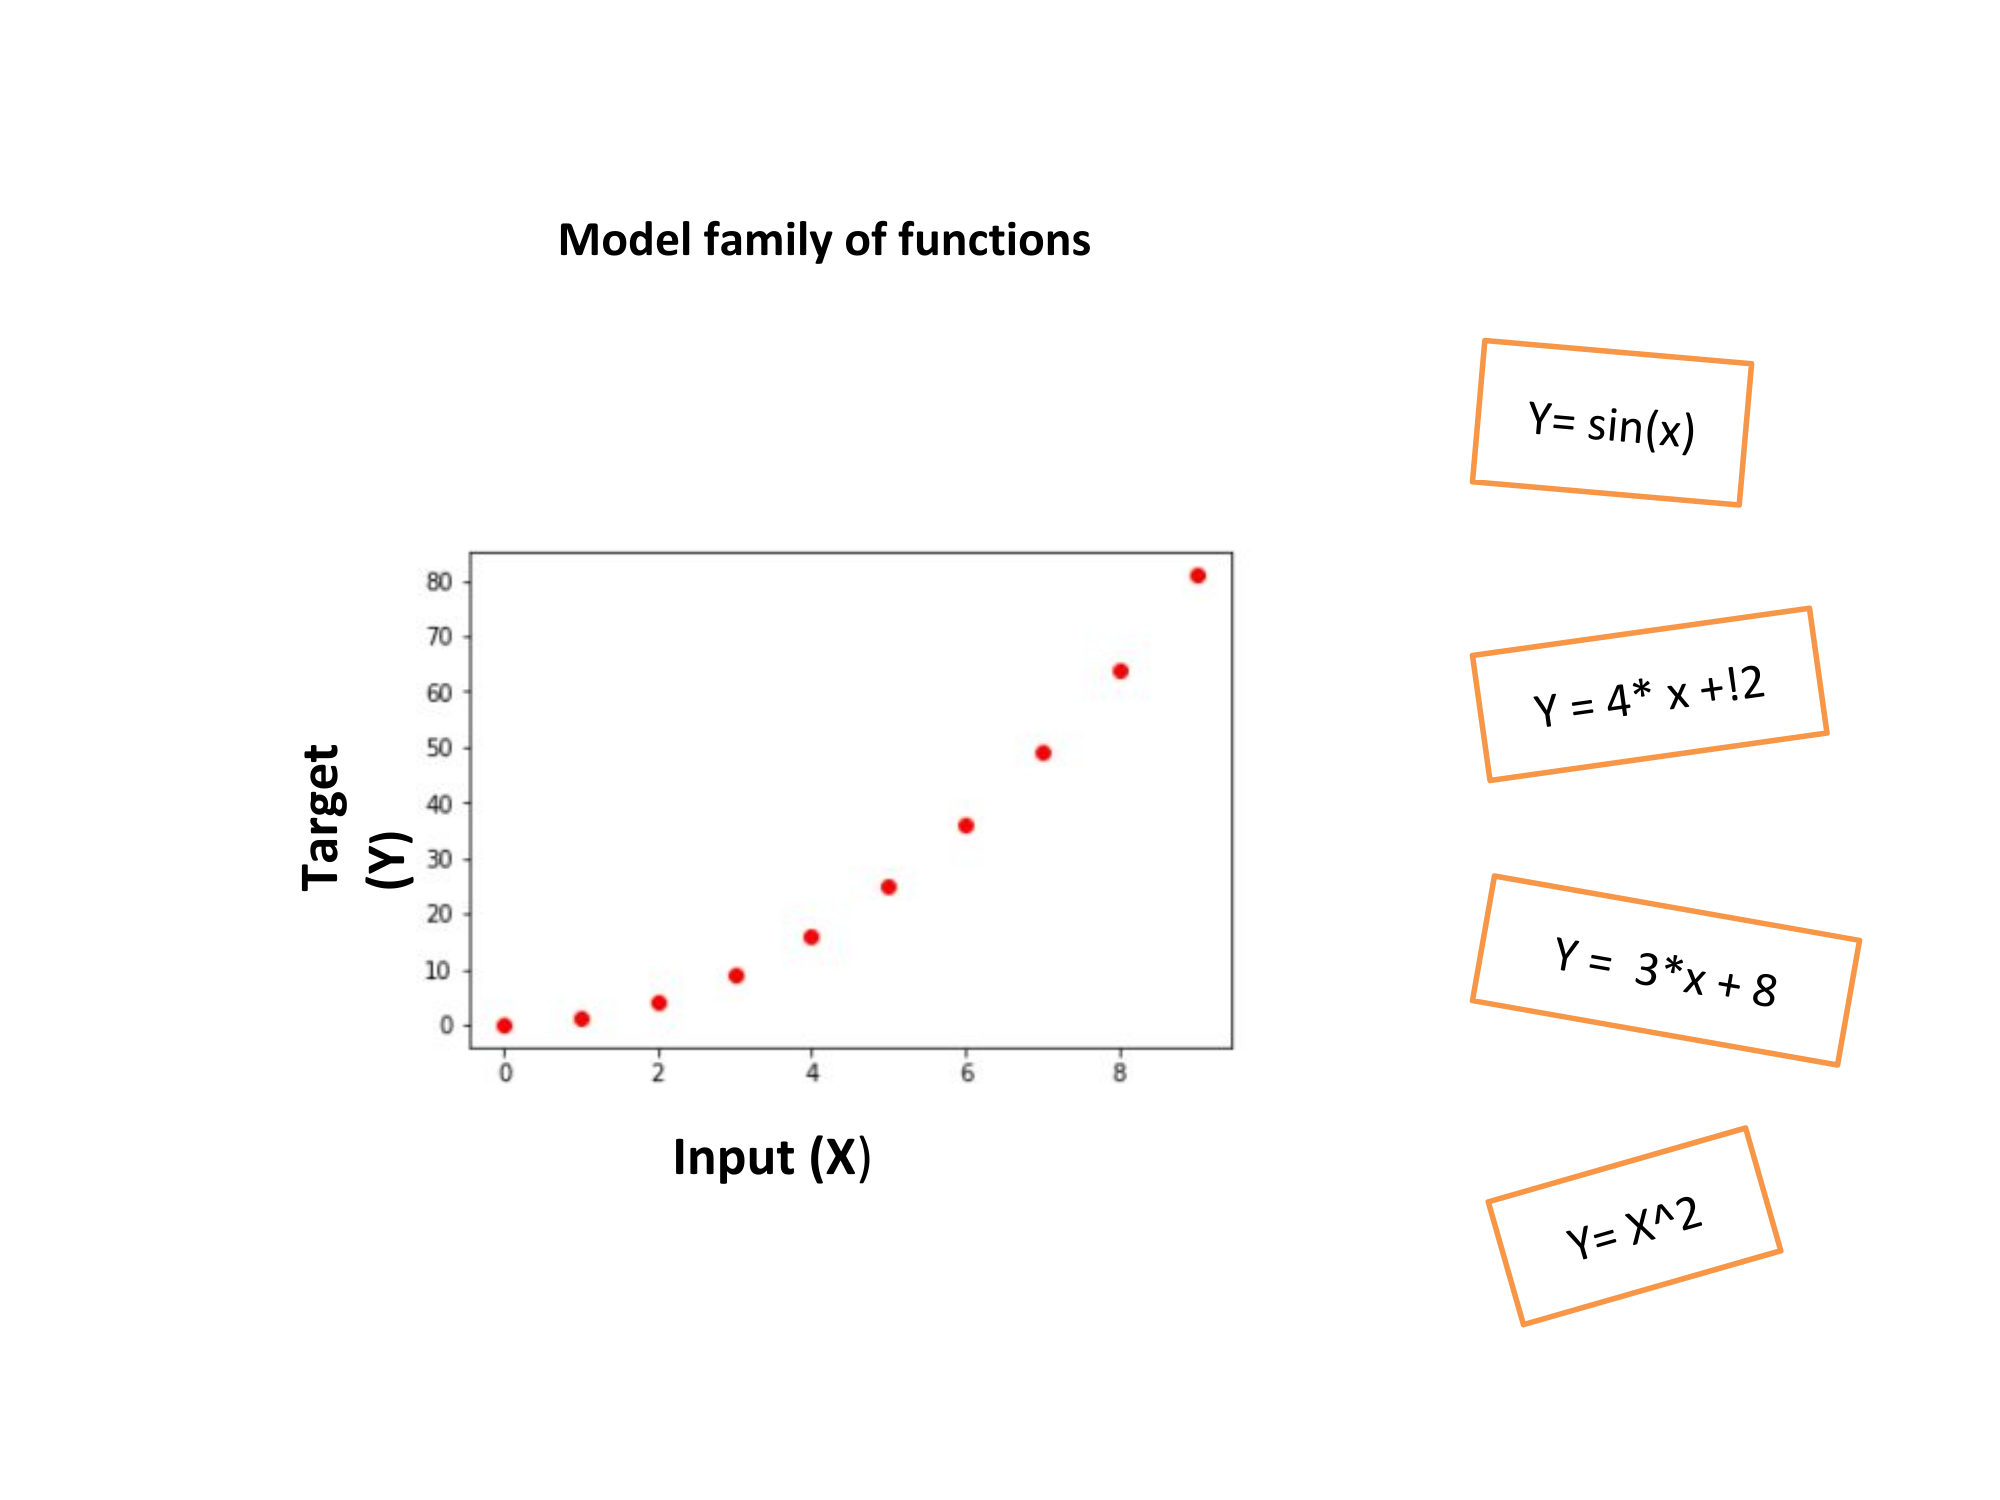 Model family of functions
Y= sin(x)
Y = 4* x +!2
Y =  3*x + 8
Y= X^2
Target
(Y)
80
70
60
50
40
30
20
10
0
0 2 4 6 8
Input (X)